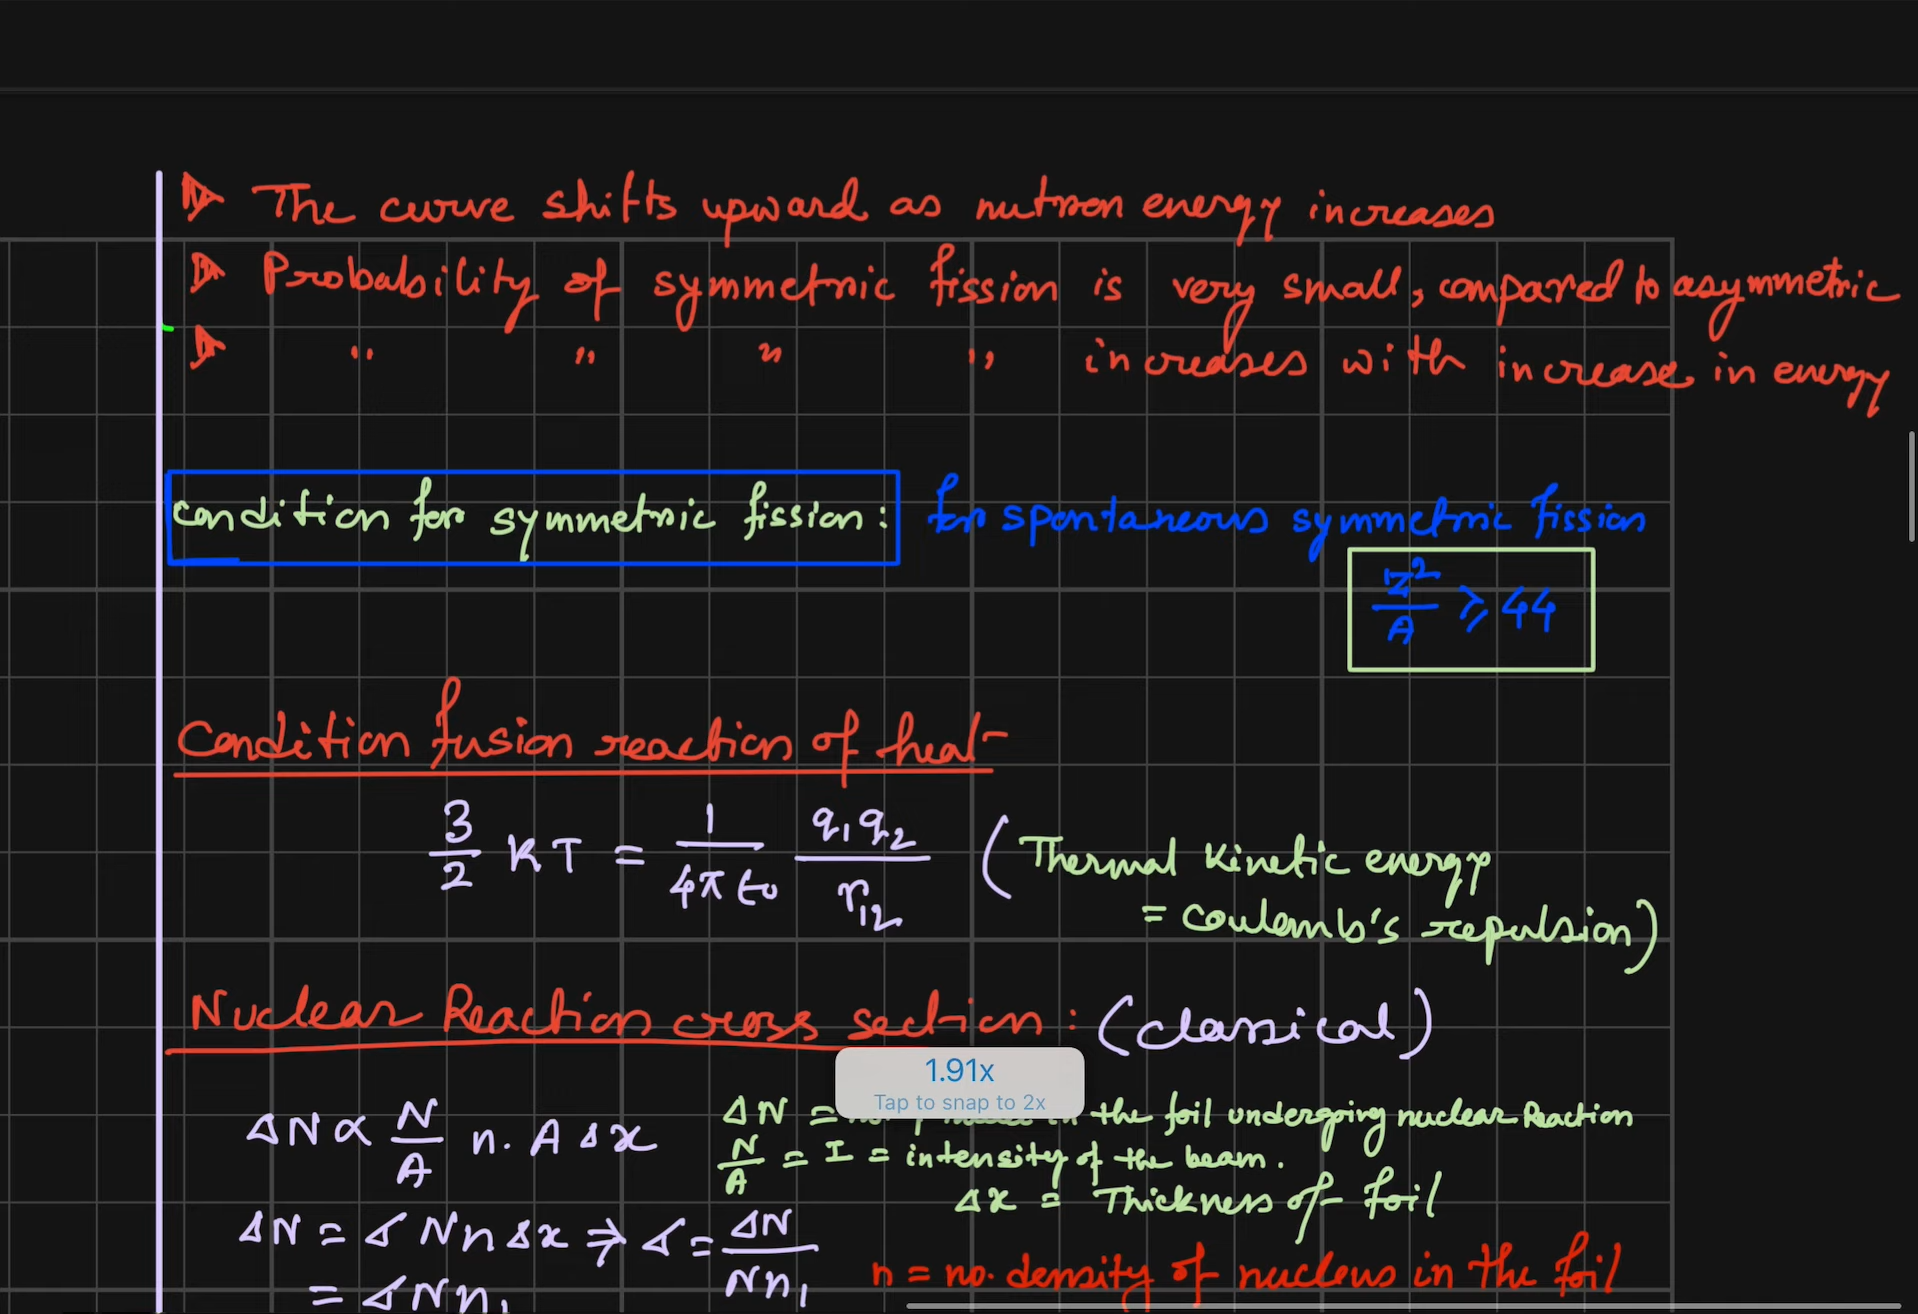 The curve shifts upward as nutron energy increases
Probability of symmetric fission is very small, compared to asymmetric
" " " " increases with increase in energy
Condition for symmetric fission: for spontaneous symmetric fission
Z²/A ⩾ 44
Condition fusion reaction of heat
3/2 KT = 1/4πϵ0 q₁q₂/r₁₂ (Thermal Kinetic energy
= coulomb's repulsion)
Nuclear Reaction cross section: (classical)
1.91x
Tap to snap to 2x
ΔN ∝ N/A n. A Δx
ΔN = the foil undergoing nuclear Reaction
N/A = I = intensity of the beam.
Δx = Thickness of foil
ΔN = σ N n Δx ⇒ σ = ΔN/Nn₁
n = no. density of nucleus in the foil
= σ N n₁